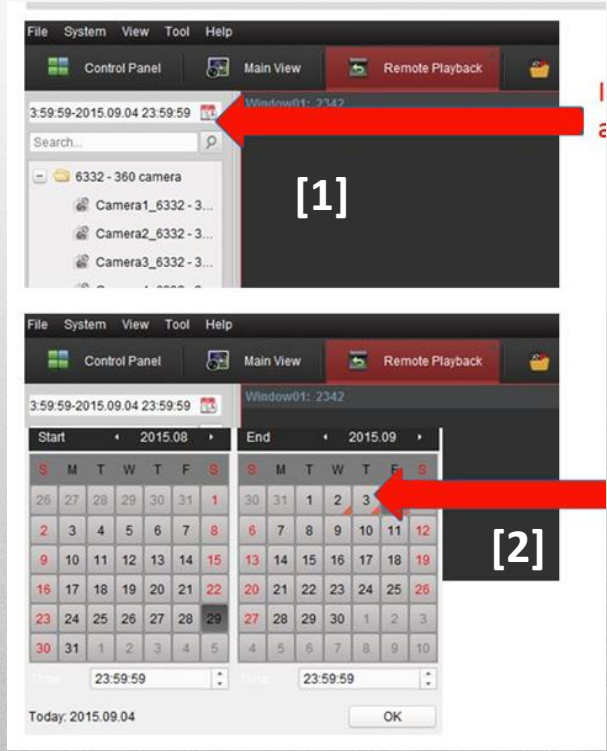 File System View Tool Help
Control Panel Main View Remote Playback
3:59:59-2015.09.04 23:59:59
Window01: 2342
Search...
6332 - 360 camera
Camera1_6332 - 3...
Camera2_6332 - 3...
Camera3_6332 - 3...
[1]
File System View Tool Help
Control Panel Main View Remote Playback
3:59:59-2015.09.04 23:59:59
Window01: 2342
Start 2015.08 End 2015.09
S M T W T F S S M T W T F S
26 27 28 29 30 31 1 30 31 1 2 3
2 3 4 5 6 7 8 6 7 8 9 10 11 12
9 10 11 12 13 14 15 13 14 15 16 17 18 19
16 17 18 19 20 21 22 20 21 22 23 24 25 26
23 24 25 26 27 28 29 27 28 29 30 1 2 3
30 31 1 2 3 4 5 4 5 6 7 8 9 10
Time: 23:59:59 Time: 23:59:59
Today: 2015.09.04 OK
[2]